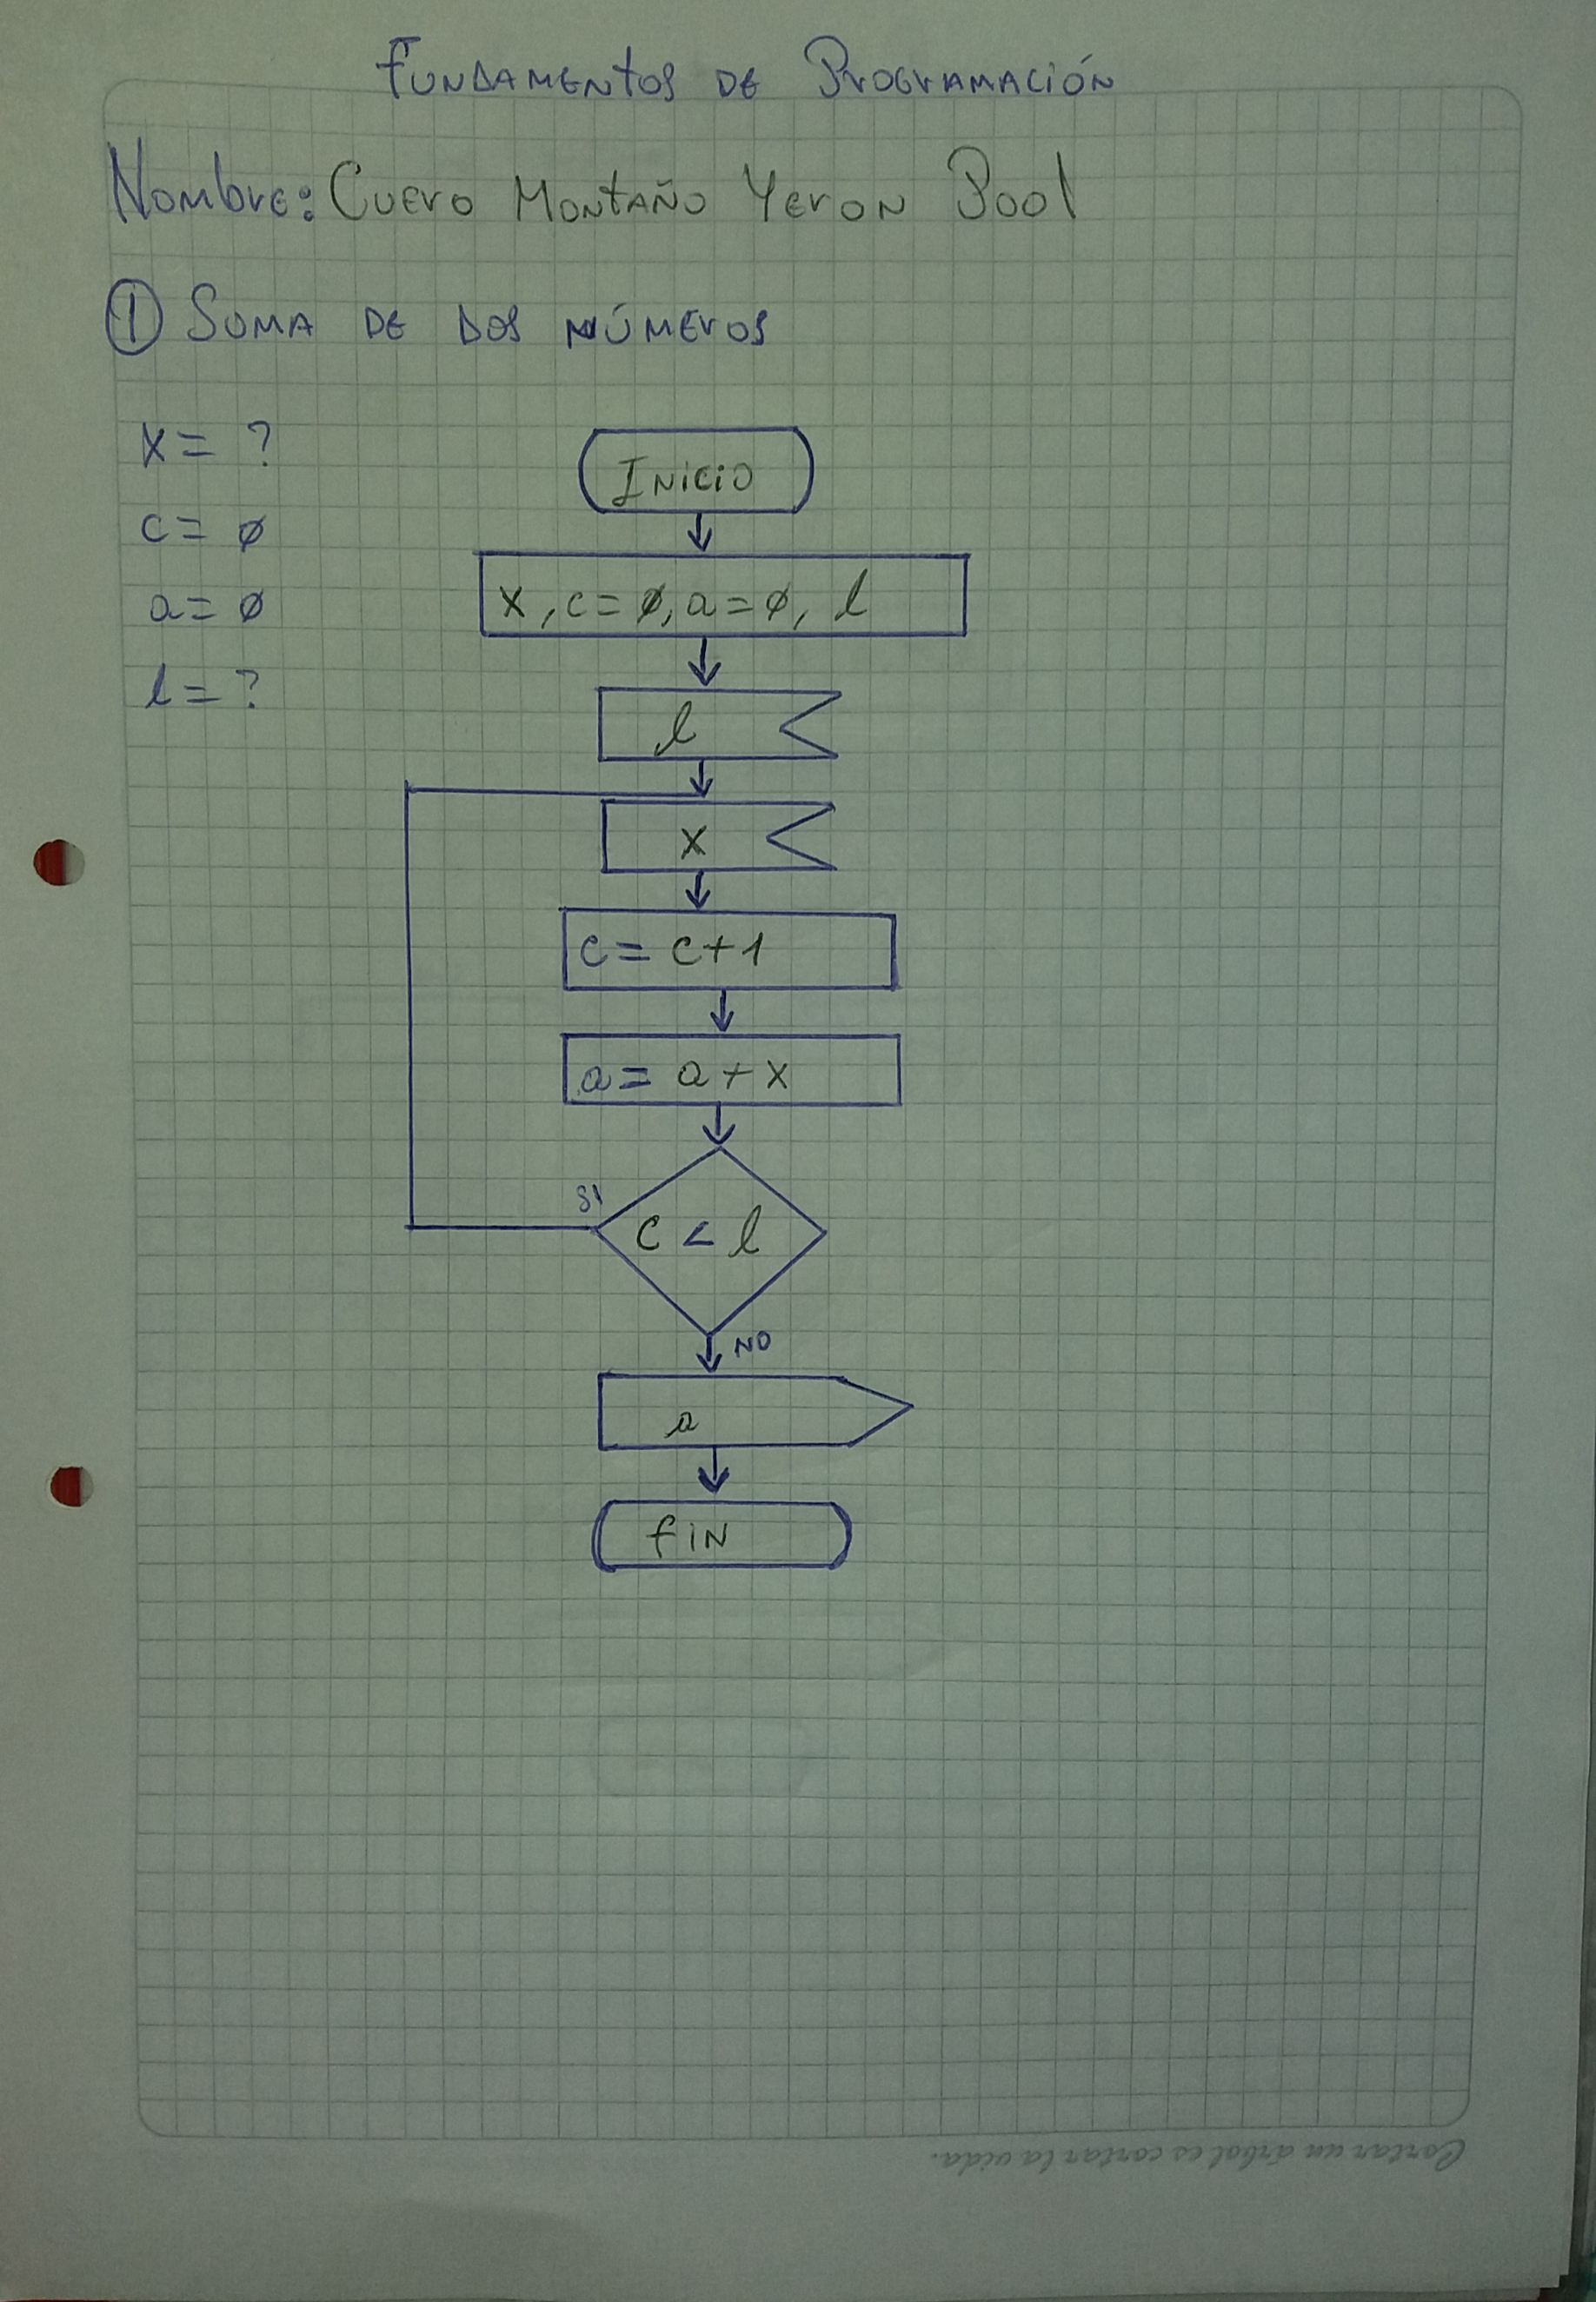 FUNDAMENTOS DE PROGRAMACIÓN
Nombre: CUERO MONTAÑO YERON POOL
① SUMA DE DOS NÚMEROS
x = ?
c = ø
a = ø
l = ?
INICIO
x, c = ø, a = ø, l
l
x
c = c + 1
a = a + x
c < l
SI
NO
a
FIN
Cortar un árbol es cortar la vida.